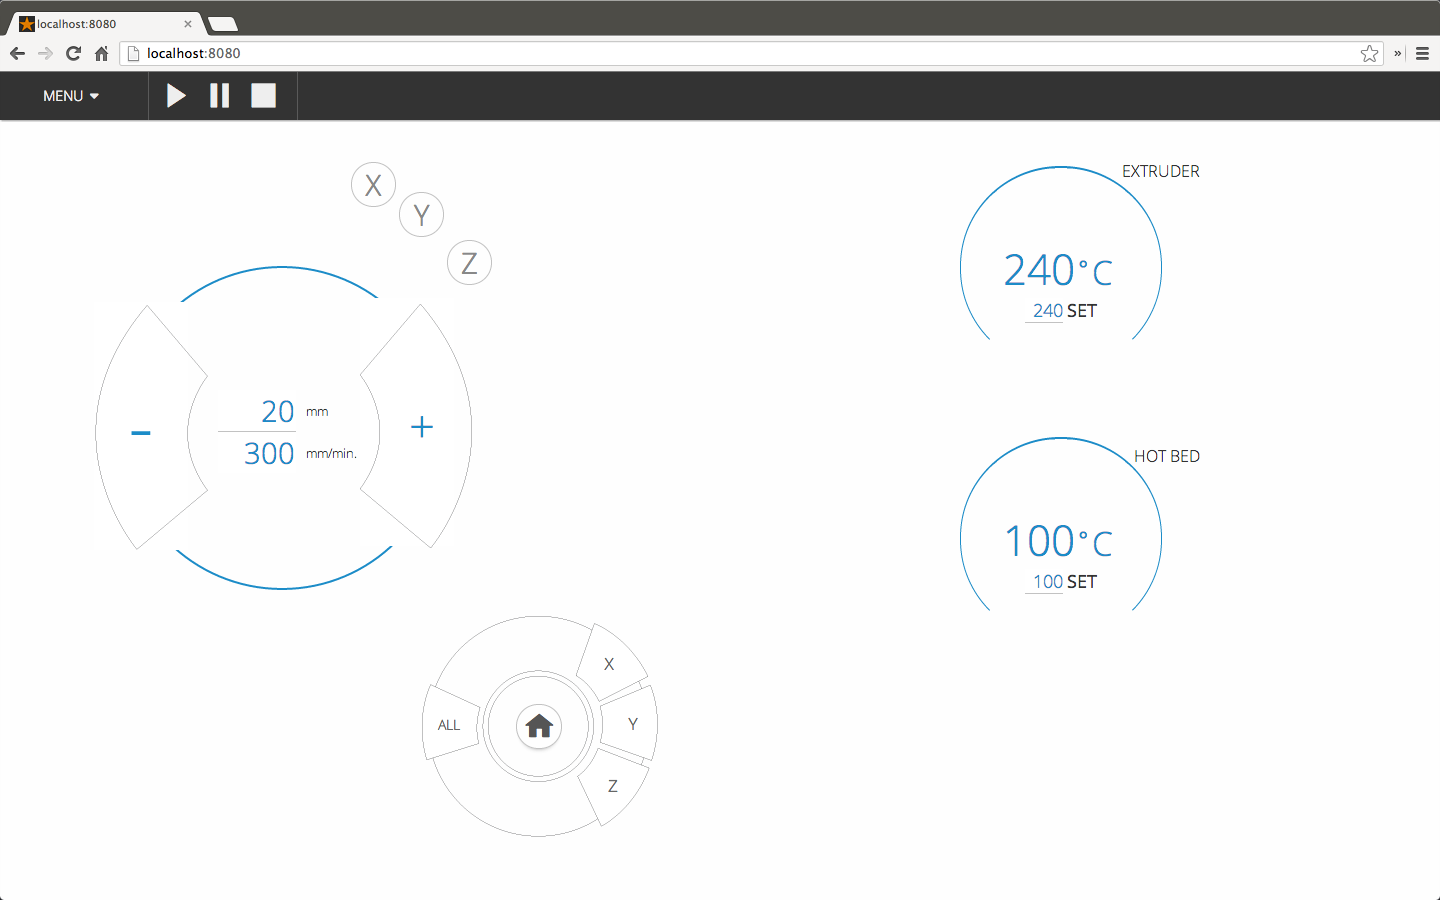 localhost:8080
localhost:8080
MENU
X
Y
Z
– +
20 mm
300 mm/min.
EXTRUDER
240°C
240 SET
HOT BED
100°C
100 SET
X
ALL
Y
Z